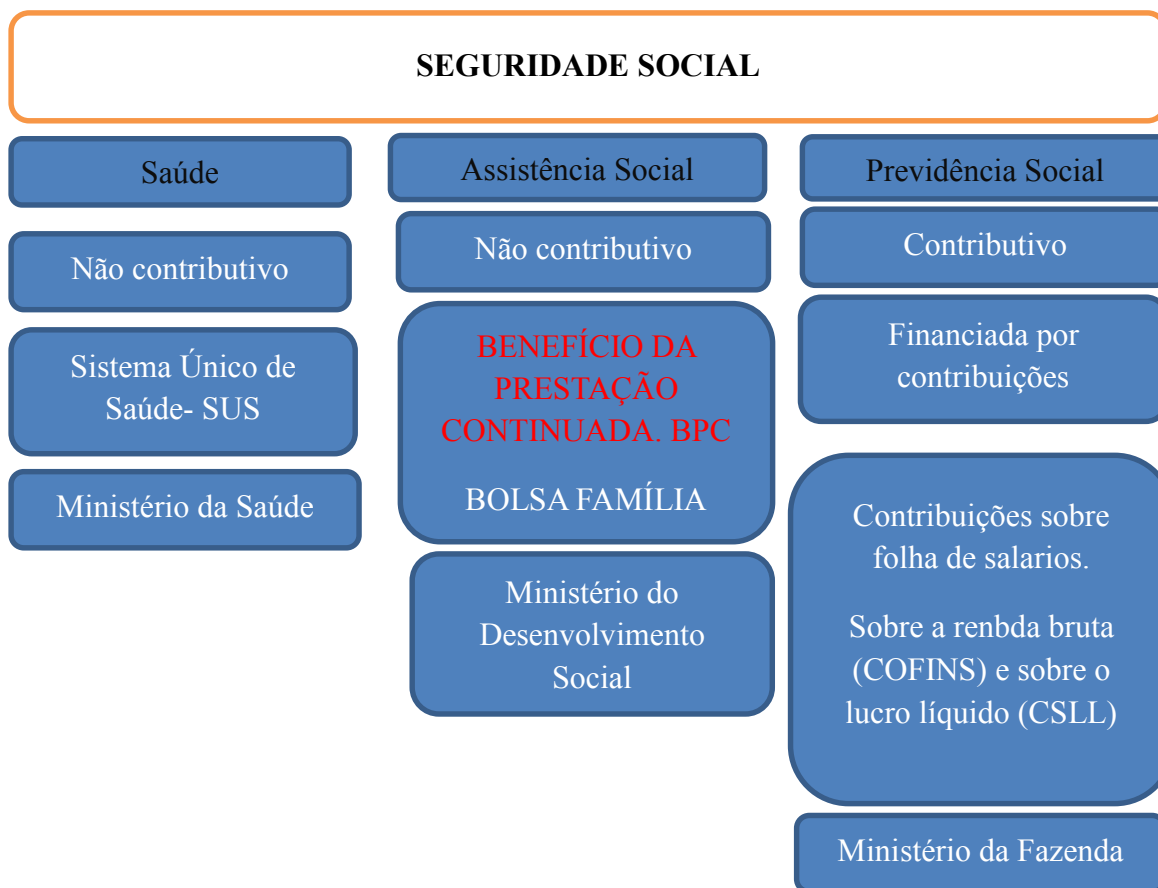 SEGURIDADE SOCIAL
Saúde
Não contributivo
Sistema Único de
Saúde- SUS
Ministério da Saúde
Assistência Social
Não contributivo
BENEFÍCIO DA
PRESTAÇÃO
CONTINUADA. BPC
BOLSA FAMÍLIA
Ministério do
Desenvolvimento
Social
Previdência Social
Contributivo
Financiada por
contribuições
Contribuições sobre
folha de salarios.
Sobre a renbda bruta
(COFINS) e sobre o
lucro líquido (CSLL)
Ministério da Fazenda